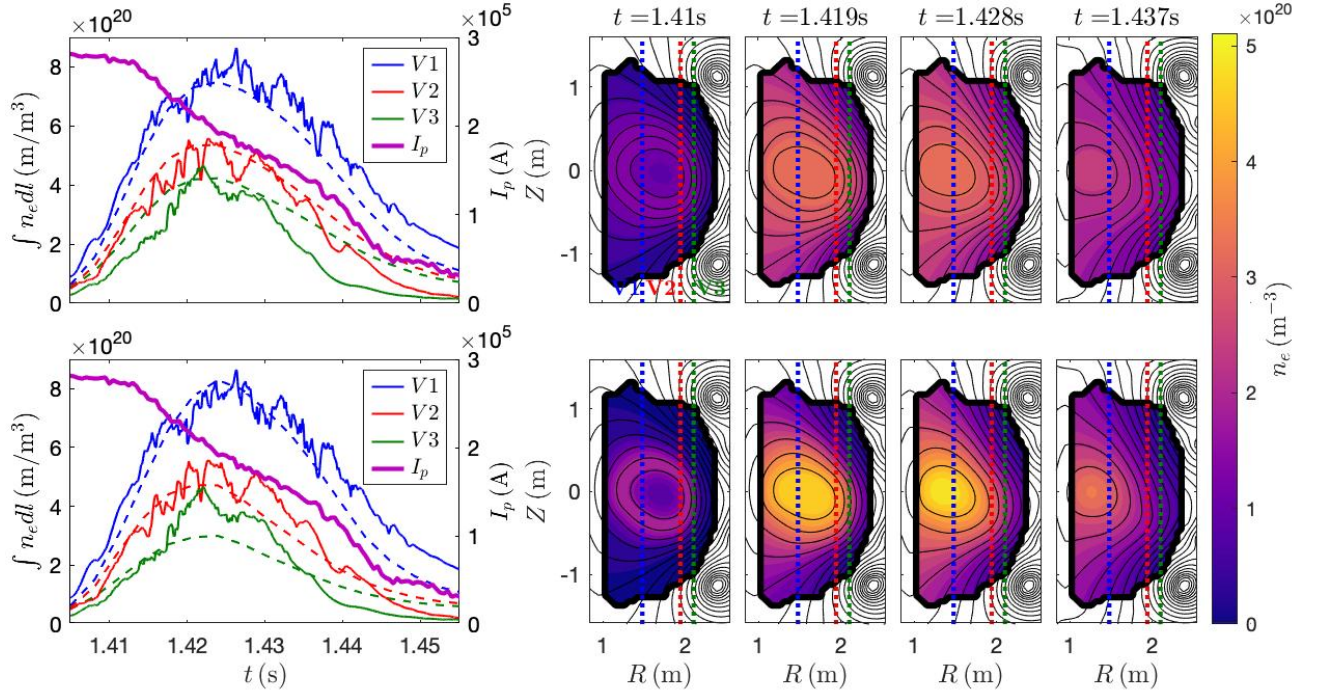 ×10^20
×10^5
∫ n_e dl (m/m^3)
8
6
4
2
0
3
2
1
0
I_p (A)
V1
V2
V3
I_p
t = 1.41s
t = 1.419s
t = 1.428s
t = 1.437s
Z (m)
1
0
-1
V1 V2 V3
×10^20
5
4
3
2
1
0
n_e (m^-3)
×10^20
×10^5
∫ n_e dl (m/m^3)
8
6
4
2
0
3
2
1
0
I_p (A)
V1
V2
V3
I_p
1.41 1.42 1.43 1.44 1.45
t (s)
Z (m)
1
0
-1
1 2
1 2
1 2
1 2
R (m)
R (m)
R (m)
R (m)